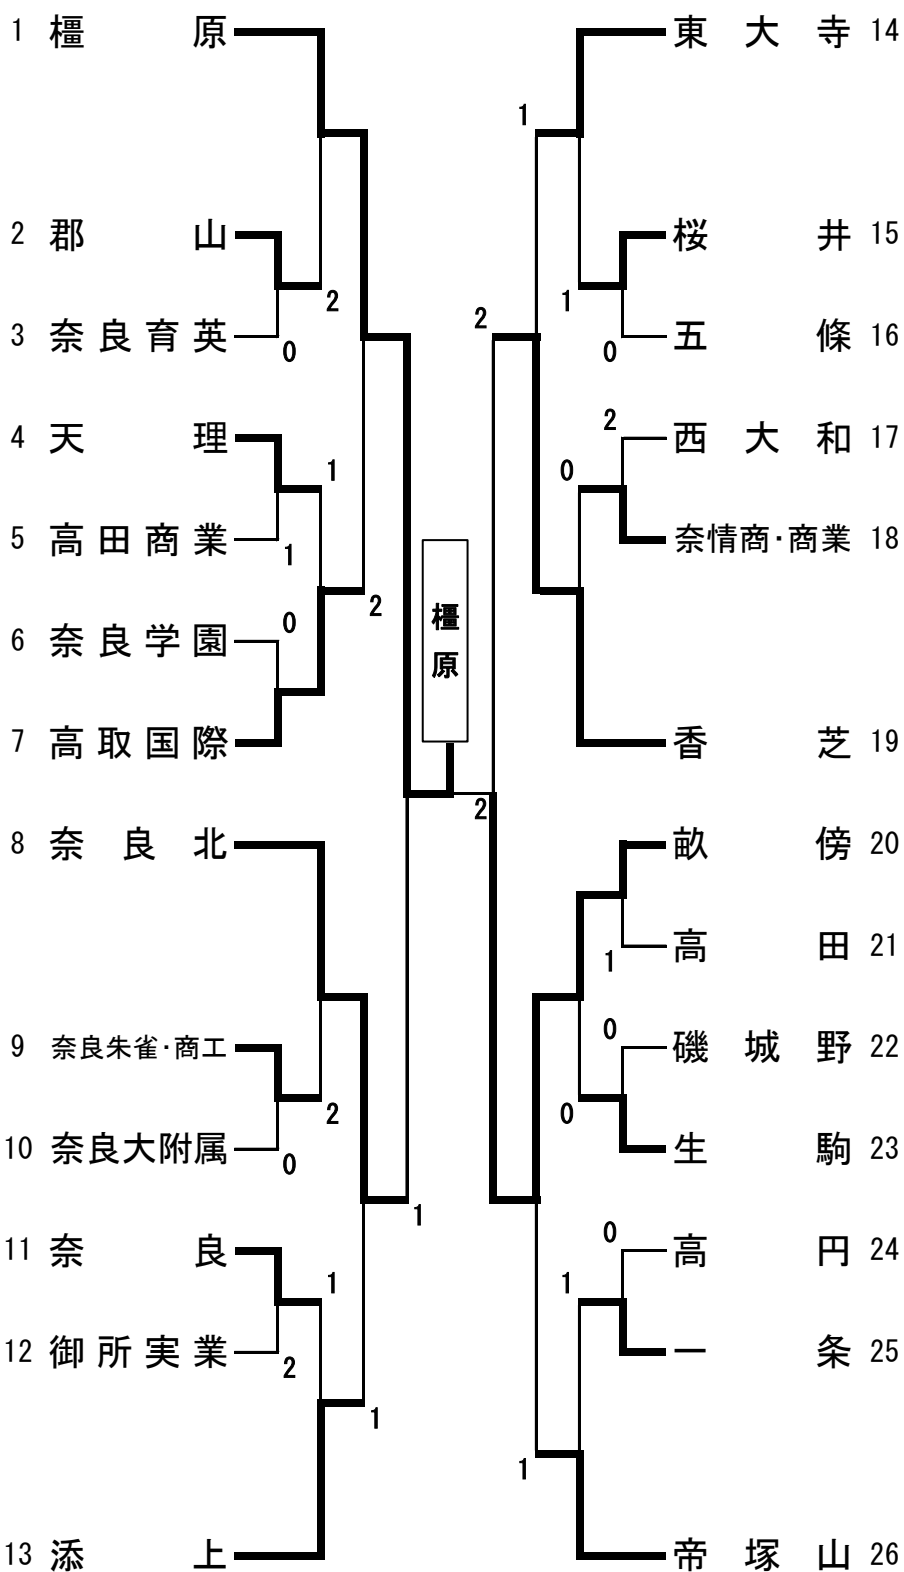 1 橿原
2 郡山
2
3 奈良育英
0
4 天理
1
5 高田商業
1
2
6 奈良学園
0
7 高取国際
8 奈良北
9 奈良朱雀・商工
2
10 奈良大附属
0
1
11 奈良
1
12 御所実業
2
1
13 添上
橿原
2
2
東大寺 14
1
桜井 15
1
五條 16
0
西大和 17
2
0
奈情商・商業 18
香芝 19
畝傍 20
高田 21
1
磯城野 22
0
0
生駒 23
高円 24
0
1
一条 25
1
帝塚山 26